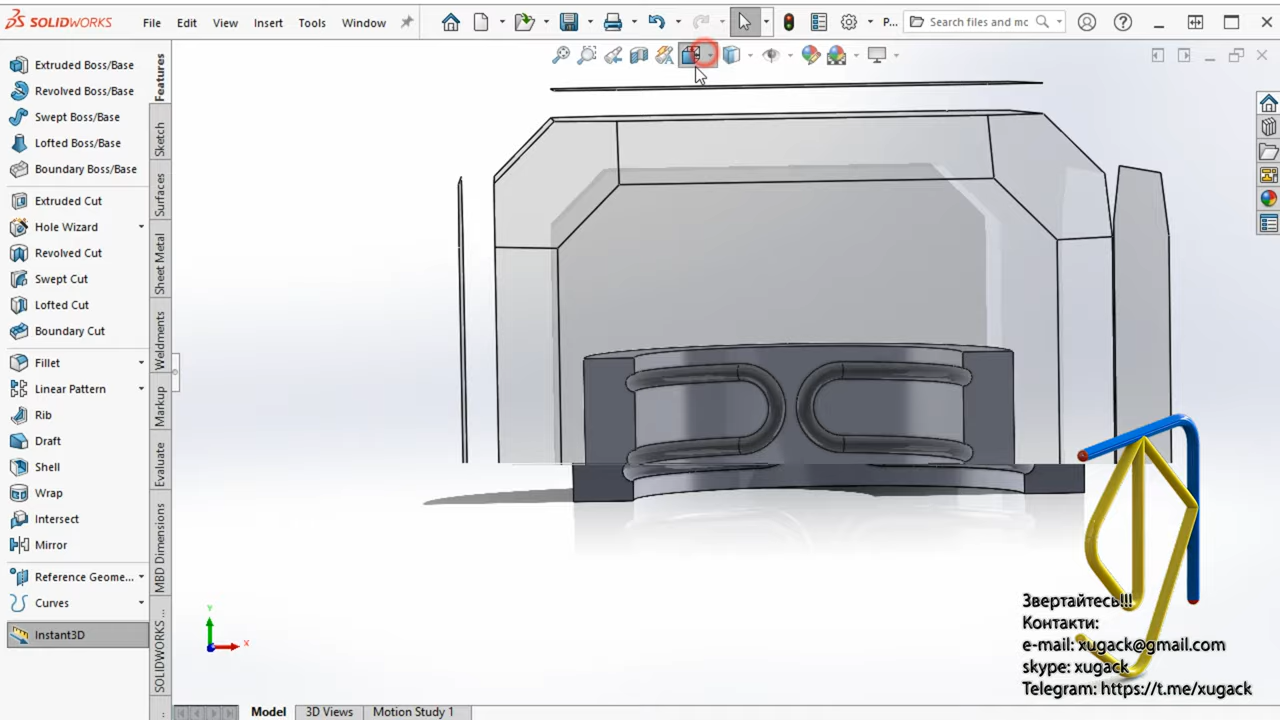 SOLIDWORKS
File
Edit
View
Insert
Tools
Window
P...
Search files and mc
Extruded Boss/Base
Revolved Boss/Base
Swept Boss/Base
Lofted Boss/Base
Boundary Boss/Base
Extruded Cut
Hole Wizard
Revolved Cut
Swept Cut
Lofted Cut
Boundary Cut
Fillet
Linear Pattern
Rib
Draft
Shell
Wrap
Intersect
Mirror
Reference Geome...
Curves
Instant3D
Features
Sketch
Surfaces
Sheet Metal
Weldments
Markup
Evaluate
MBD Dimensions
SOLIDWORKS ...
Y
X
Звертайтесь!!!
Контакти:
e-mail: xugack@gmail.com
skype: xugack
Telegram: https://t.me/xugack
Model
3D Views
Motion Study 1